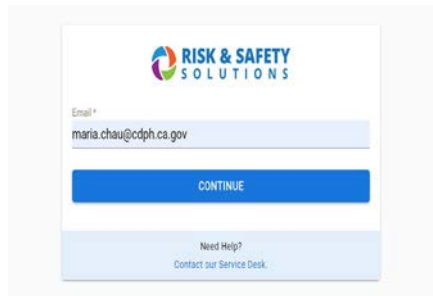 RISK & SAFETY
SOLUTIONS
Email *
maria.chau@cdph.ca.gov
CONTINUE
Need Help?
Contact our Service Desk.